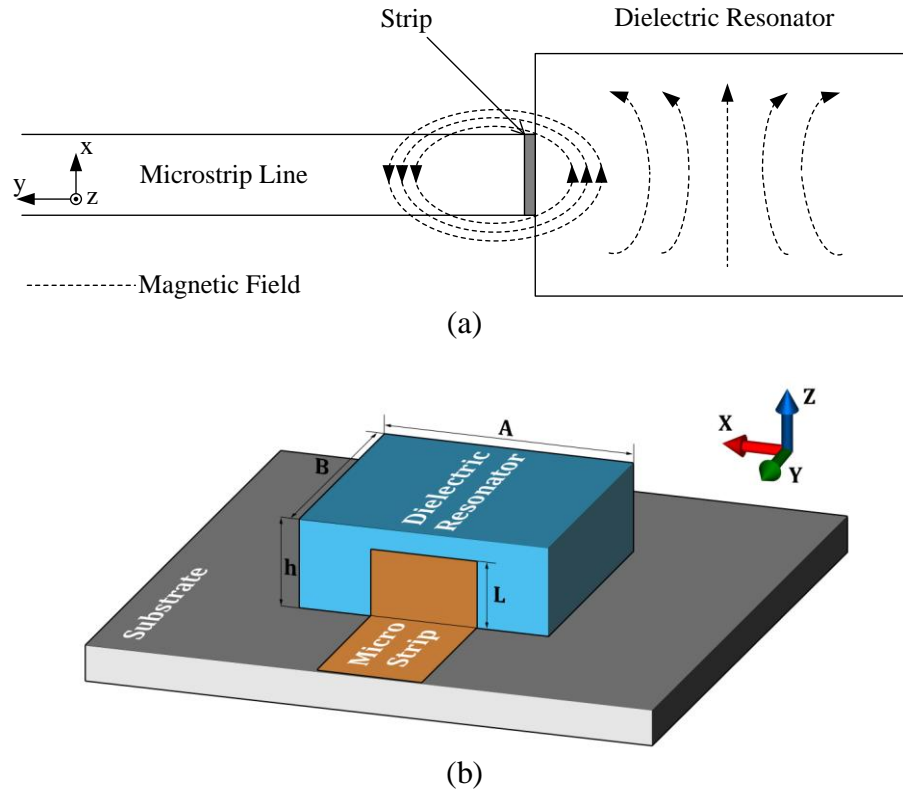 Strip
Dielectric Resonator
x
y
z
Microstrip Line
Magnetic Field
(a)
A
B
Dielectric
Resonator
h
L
Substrate
Micro
Strip
X
Y
Z
(b)